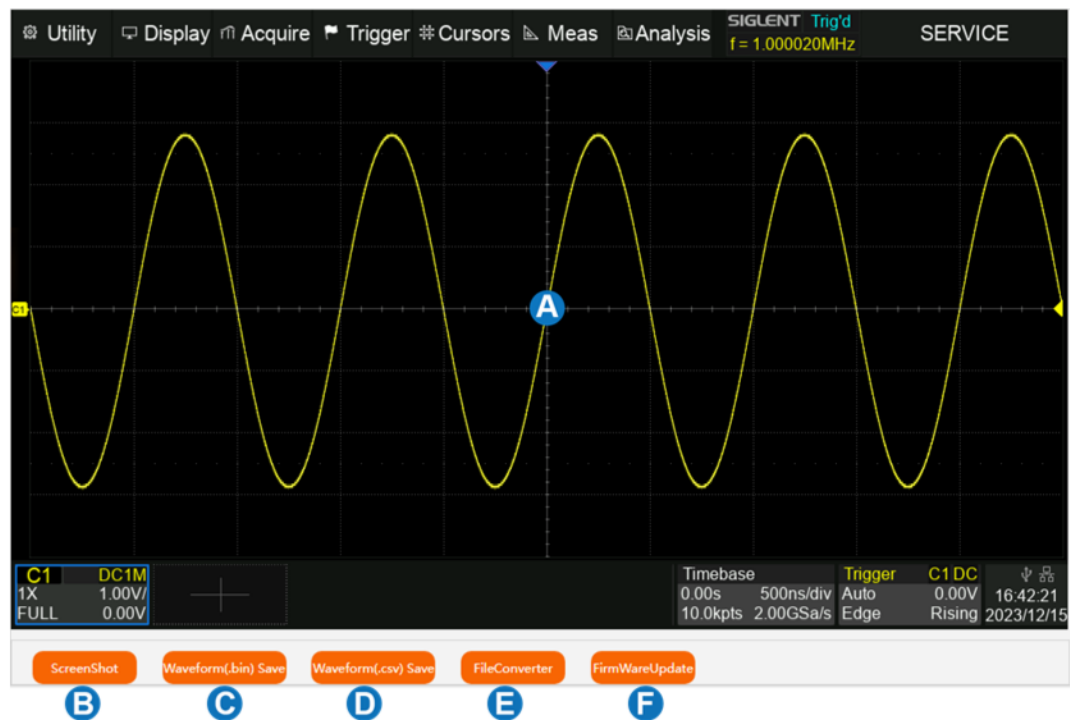 Utility Display Acquire Trigger Cursors Meas Analysis SIGLENT Trig'd SERVICE
f = 1.000020MHz
C1
A
C1 DC1M
1X 1.00V/
FULL 0.00V
Timebase
0.00s 500ns/div
10.0kpts 2.00GSa/s
Trigger C1 DC
Auto 0.00V
Edge Rising
16:42:21
2023/12/15
ScreenShot Waveform(.bin) Save Waveform(.csv) Save FileConverter FirmWareUpdate
B C D E F